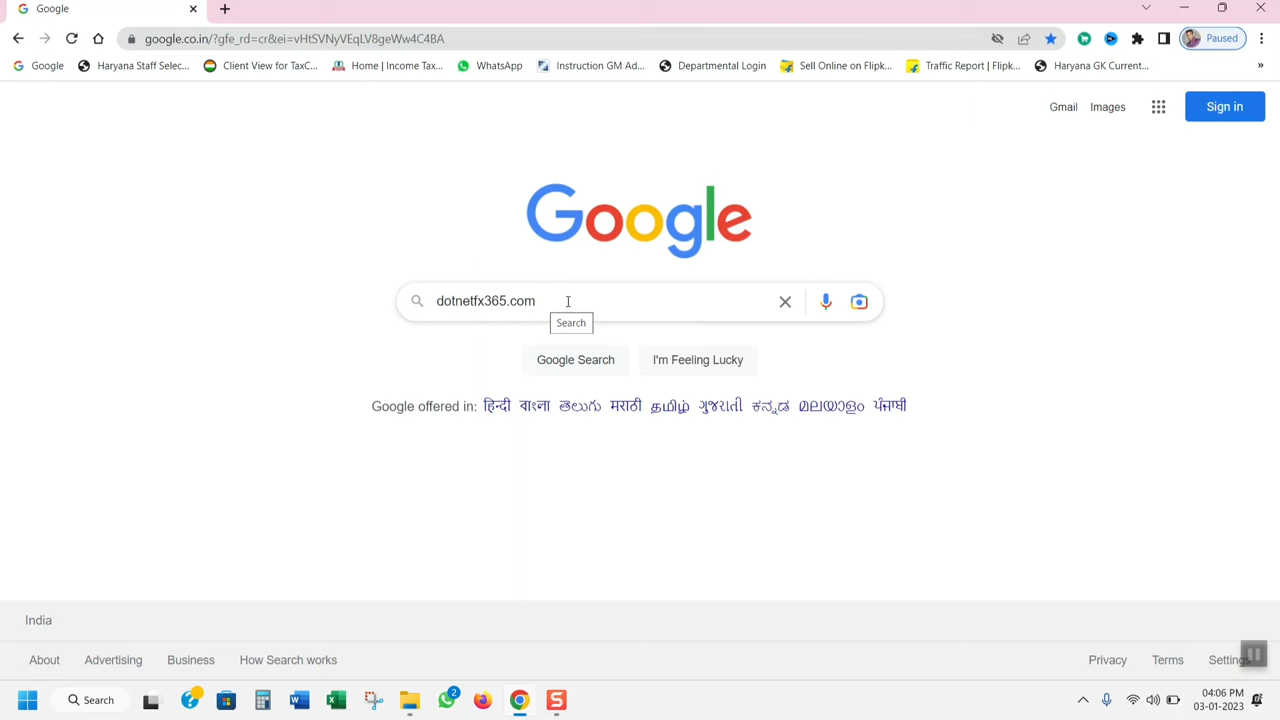 Google
google.co.in/?gfe_rd=cr&ei=vHtSVNyVEqLV8geWw4C4BA
Paused
Google
Haryana Staff Selec...
Client View for TaxC...
Home | Income Tax...
WhatsApp
Instruction GM Ad...
Departmental Login
Sell Online on Flipk...
Traffic Report | Flipk...
Haryana GK Current...
»
Gmail
Images
Sign in
Google
dotnetfx365.com
Search
Google Search
I'm Feeling Lucky
Google offered in: हिन्दी বাংলা తెలుగు मराठी தமிழ் ગુજરાતી ಕನ್ನಡ മലയാളം ਪੰਜਾਬੀ
India
About
Advertising
Business
How Search works
Privacy
Terms
Settings
Search
2
04:06 PM
03-01-2023